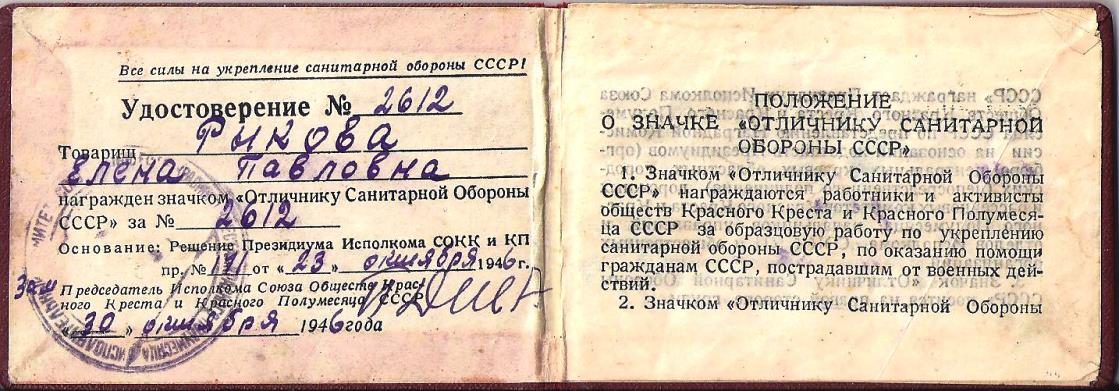 Все силы на укрепление санитарной обороны СССР!
Удостоверение № 2612
Товарищ Рыкова
Елена Павловна
награжден значком «Отличнику Санитарной Обороны
СССР» за № 2612
Основание: Решение Президиума Исполкома СОКК и КП
пр. № 171 от «23» октября 1946 г.
Зам Председатель Исполкома Союза Обществ Крас-
ного Креста и Красного Полумесяца СССР
«30» октября 1946 года
ПОЛОЖЕНИЕ
О ЗНАЧКЕ «ОТЛИЧНИКУ САНИТАРНОЙ
ОБОРОНЫ СССР»
1. Значком «Отличнику Санитарной Обороны
СССР» награждаются работники и активисты
обществ Красного Креста и Красного Полумеся-
ца СССР за образцовую работу по укреплению
санитарной обороны СССР, по оказанию помощи
гражданам СССР, пострадавшим от военных дей-
ствий.
2. Значком «Отличнику Санитарной Обороны